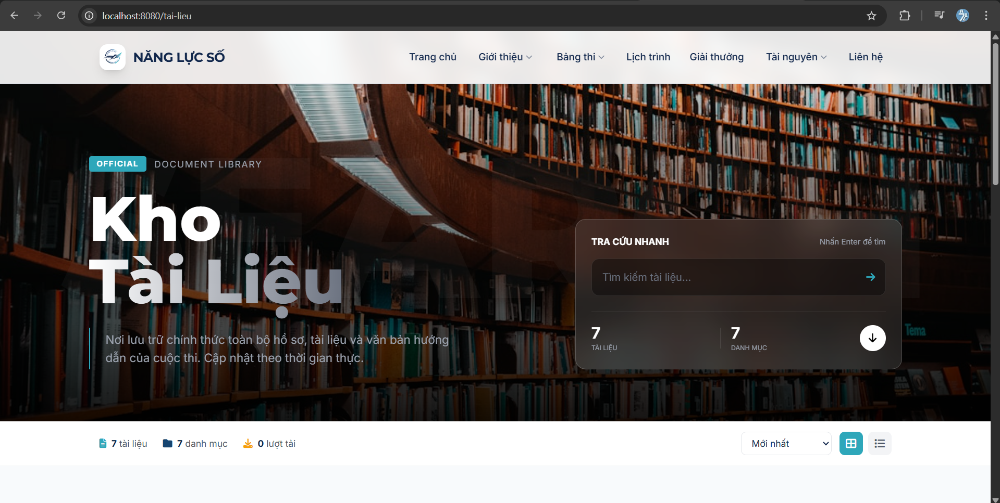 localhost:8080/tai-lieu
NĂNG LỰC SỐ
Trang chủ
Giới thiệu
Bảng thi
Lịch trình
Giải thưởng
Tài nguyên
Liên hệ
OFFICIAL
DOCUMENT LIBRARY
Kho
Tài Liệu
Nơi lưu trữ chính thức toàn bộ hồ sơ, tài liệu và văn bản hướng
dẫn của cuộc thi. Cập nhật theo thời gian thực.
TRA CỨU NHANH
Nhấn Enter để tìm
Tìm kiếm tài liệu...
7
TÀI LIỆU
7
DANH MỤC
Tema
7 tài liệu
7 danh mục
0 lượt tải
Mới nhất